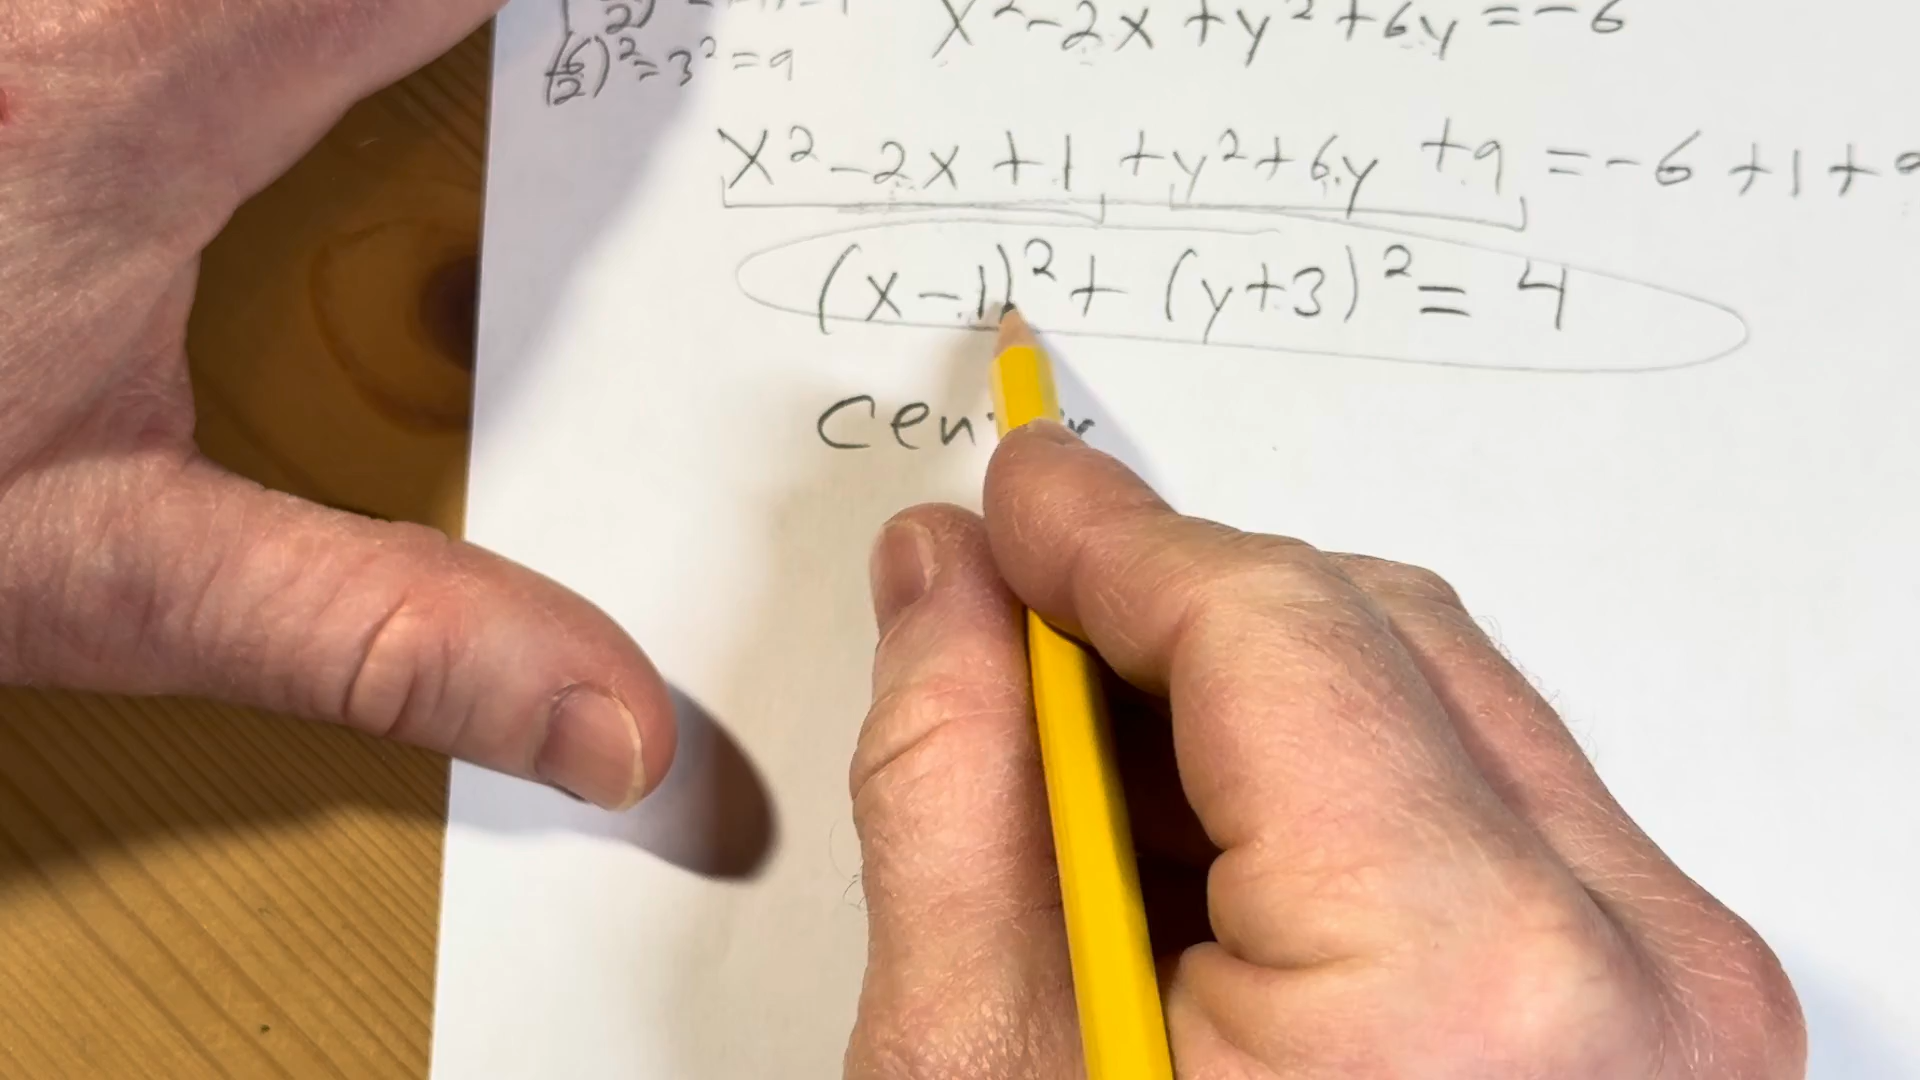 (6/2)² = 3² = 9
x² - 2x + y² + 6y = -6
x² - 2x + 1 + y² + 6y + 9 = -6 + 1 + 9
(x - 1)² + (y + 3)² = 4